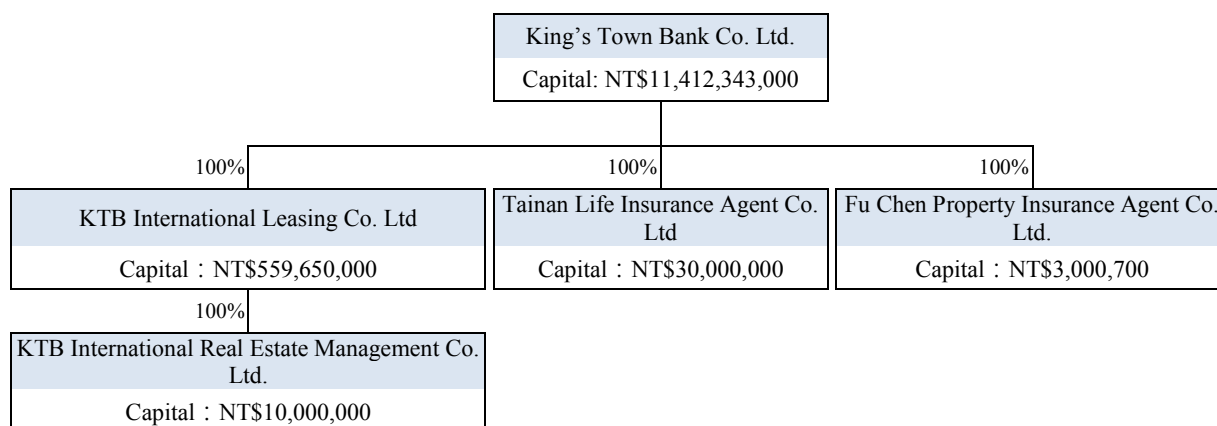 King’s Town Bank Co. Ltd.
Capital: NT$11,412,343,000
100%
100%
100%
KTB International Leasing Co. Ltd
Capital：NT$559,650,000
Tainan Life Insurance Agent Co.
Ltd
Capital：NT$30,000,000
Fu Chen Property Insurance Agent Co.
Ltd.
Capital：NT$3,000,700
100%
KTB International Real Estate Management Co.
Ltd.
Capital：NT$10,000,000